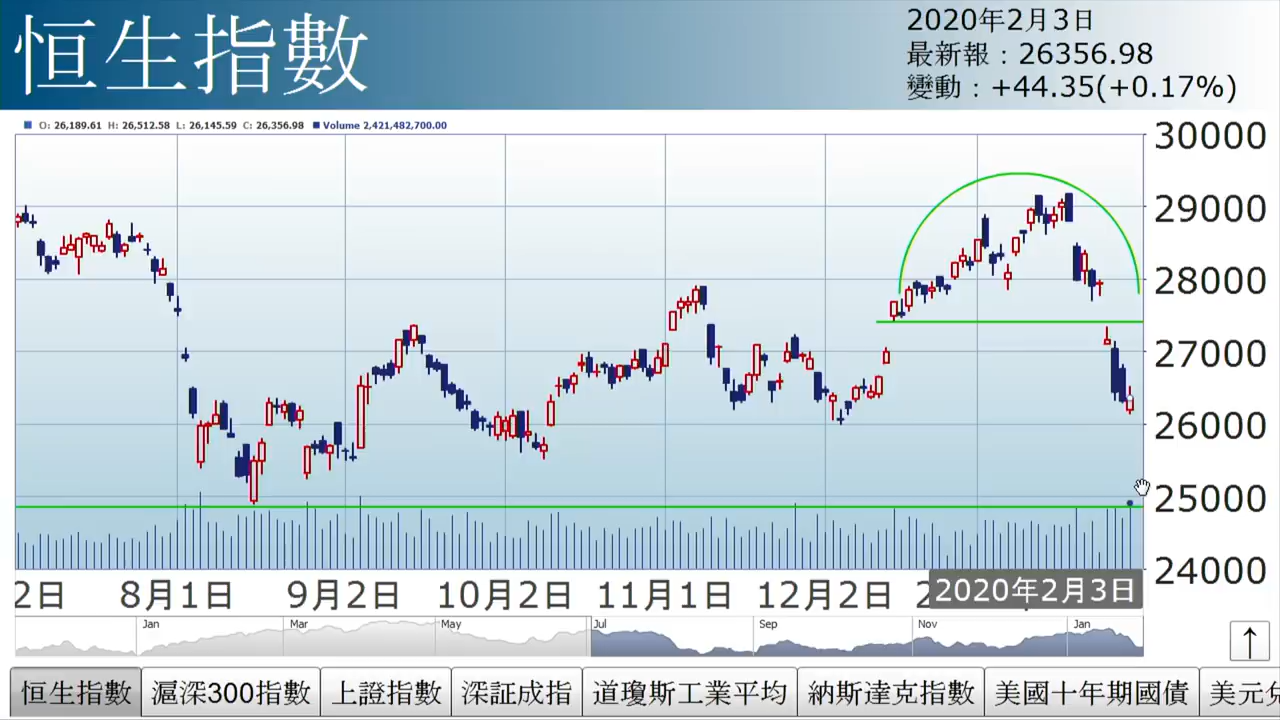 恒生指數
2020年2月3日
最新報：26356.98
變動：+44.35(+0.17%)
O: 26,189.61 H: 26,512.58 L: 26,145.59 C: 26,356.98 Volume 2,421,482,700.00
30000
29000
28000
27000
26000
25000
24000
2日 8月1日 9月2日 10月2日 11月1日 12月2日 2020年2月3日
Jan Mar May Jul Sep Nov Jan
↑
恒生指數 滬深300指數 上證指數 深証成指 道瓊斯工業平均 納斯達克指數 美國十年期國債 美元